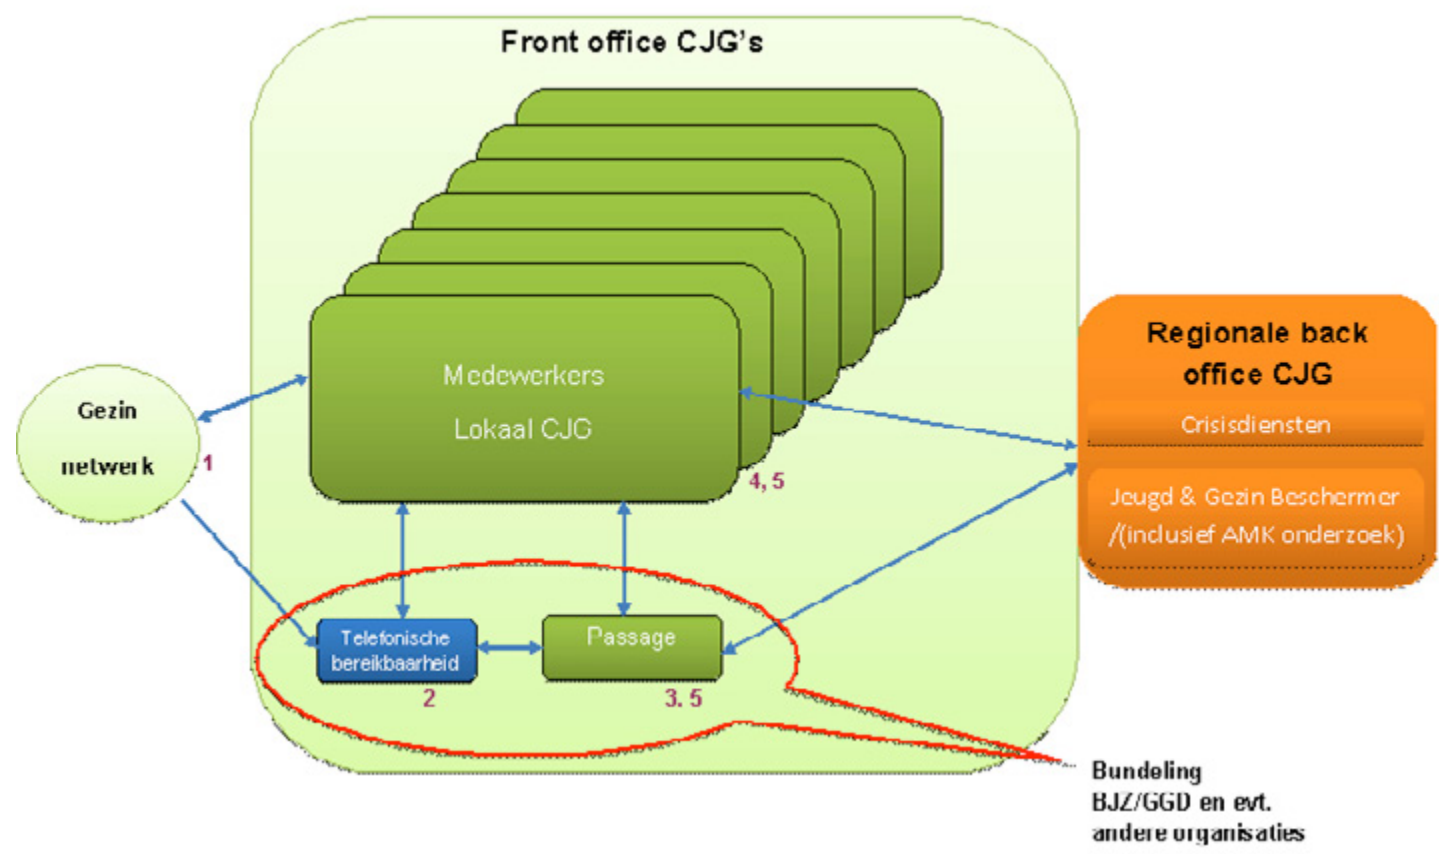 Front office CJG's
Medewerkers
Lokaal CJG
Gezin
netwerk
1
4, 5
Regionale back
office CJG
Crisisdiensten
Jeugd & Gezin Beschermer
/(inclusief AMK onderzoek)
Telefonische
bereikbaarheid
2
Passage
3. 5
Bundeling
BJZ/GGD en evt.
andere organisaties